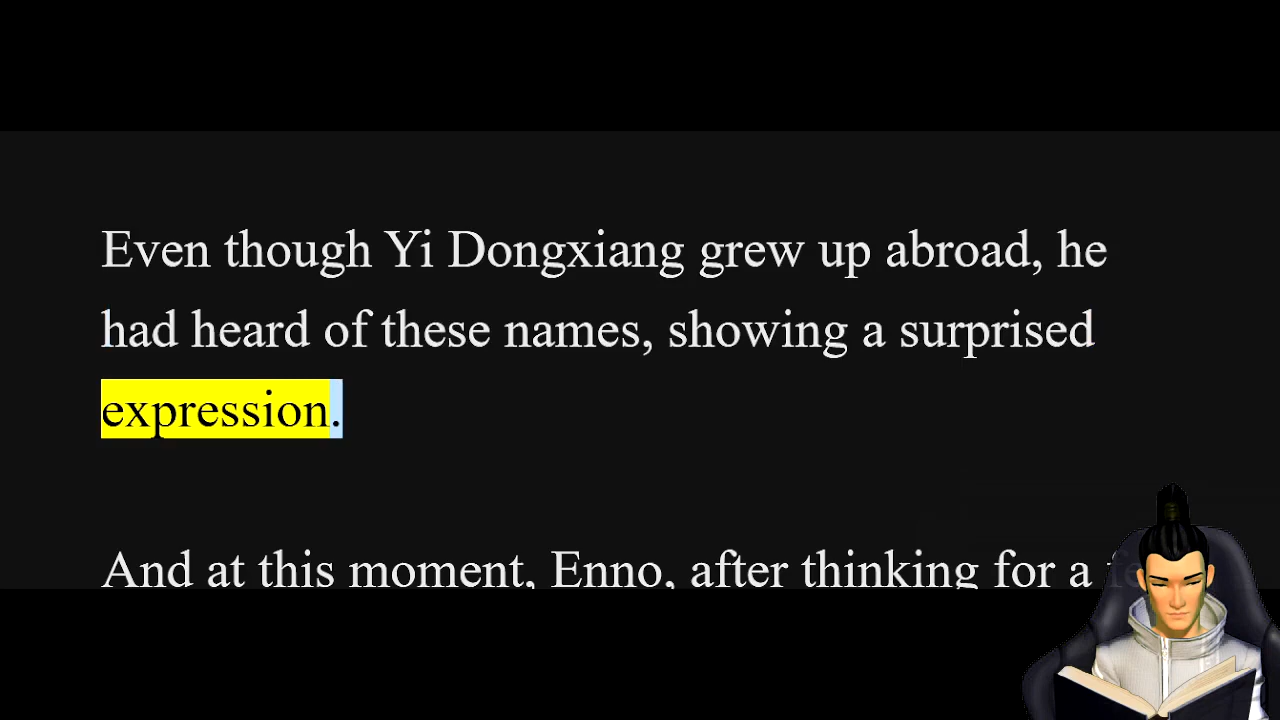 Even though Yi Dongxiang grew up abroad, he
had heard of these names, showing a surprised
expression.
And at this moment, Enno, after thinking for a